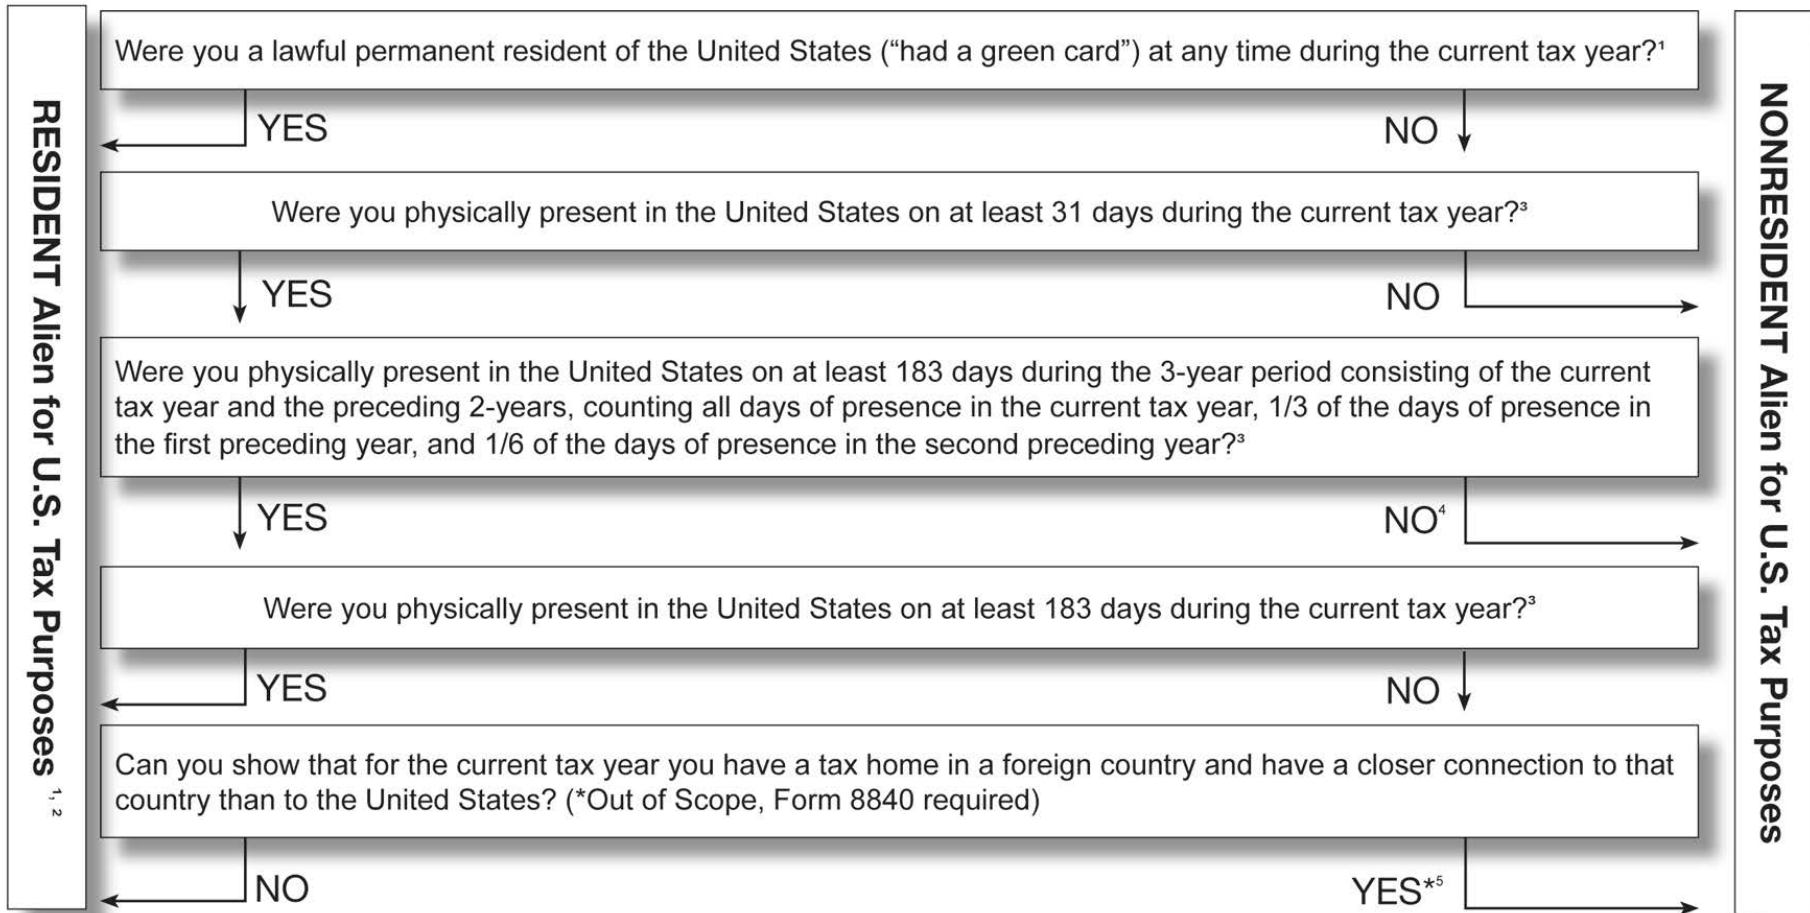 RESIDENT Alien for U.S. Tax Purposes ¹, ²
Were you a lawful permanent resident of the United States (“had a green card”) at any time during the current tax year?¹
YES
NO
Were you physically present in the United States on at least 31 days during the current tax year?³
YES
NO
Were you physically present in the United States on at least 183 days during the 3-year period consisting of the current
tax year and the preceding 2-years, counting all days of presence in the current tax year, 1/3 of the days of presence in
the first preceding year, and 1/6 of the days of presence in the second preceding year?³
YES
NO⁴
Were you physically present in the United States on at least 183 days during the current tax year?³
YES
NO
Can you show that for the current tax year you have a tax home in a foreign country and have a closer connection to that
country than to the United States? (*Out of Scope, Form 8840 required)
NO
YES*⁵
NONRESIDENT Alien for U.S. Tax Purposes